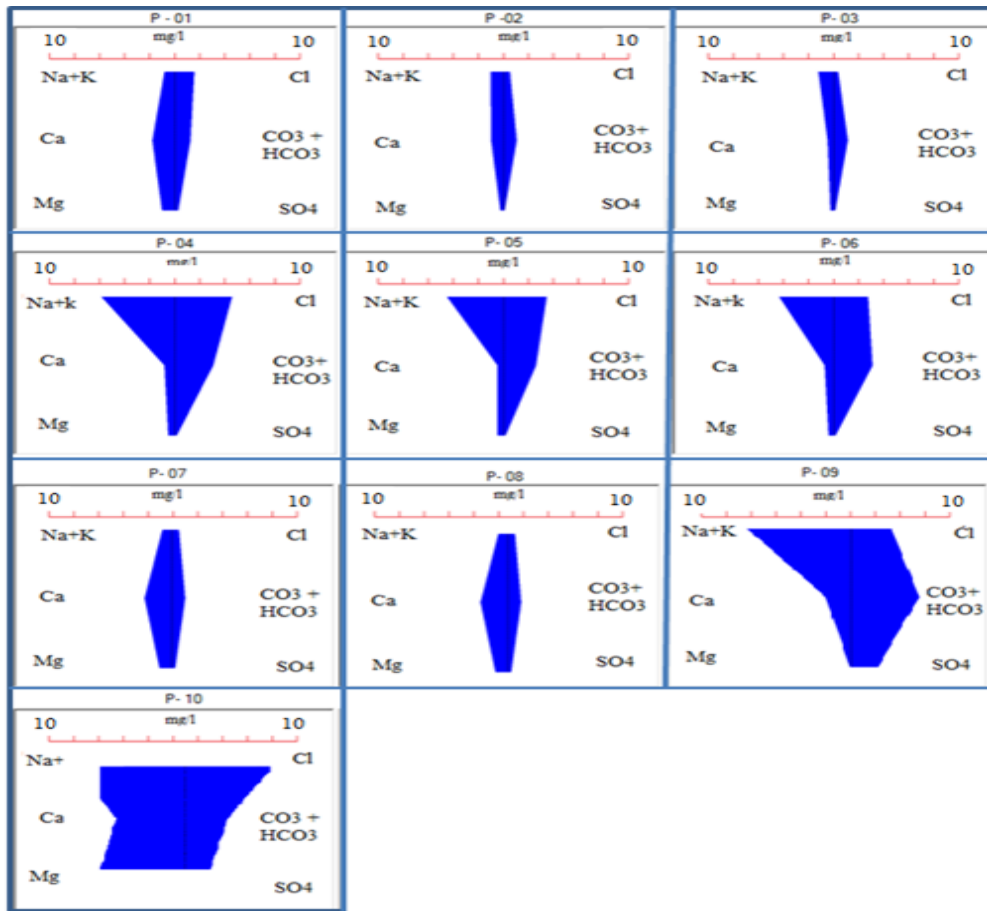 P - 01
mg/l
10 10
Na+K Cl
Ca CO3 +
HCO3
Mg SO4
P -02
mg/l
10 10
Na+K Cl
Ca CO3+
HCO3
Mg SO4
P - 03
mg/l
10 10
Na+K Cl
Ca CO3+
HCO3
Mg SO4
P- 04
mg/l
10 10
Na+k Cl
Ca CO3+
HCO3
Mg SO4
P- 05
mg/l
10 10
Na+K Cl
Ca CO3+
HCO3
Mg SO4
P- 06
mg/l
10 10
Na+k Cl
Ca CO3+
HCO3
Mg SO4
P- 07
mg/l
10 10
Na+K Cl
Ca CO3 +
HCO3
Mg SO4
P- 08
mg/l
10 10
Na+K Cl
Ca CO3+
HCO3
Mg SO4
P- 09
mg/l
10 10
Na+K Cl
Ca CO3+
HCO3
Mg SO4
P- 10
mg/l
10 10
Na+ Cl
Ca CO3 +
HCO3
Mg SO4